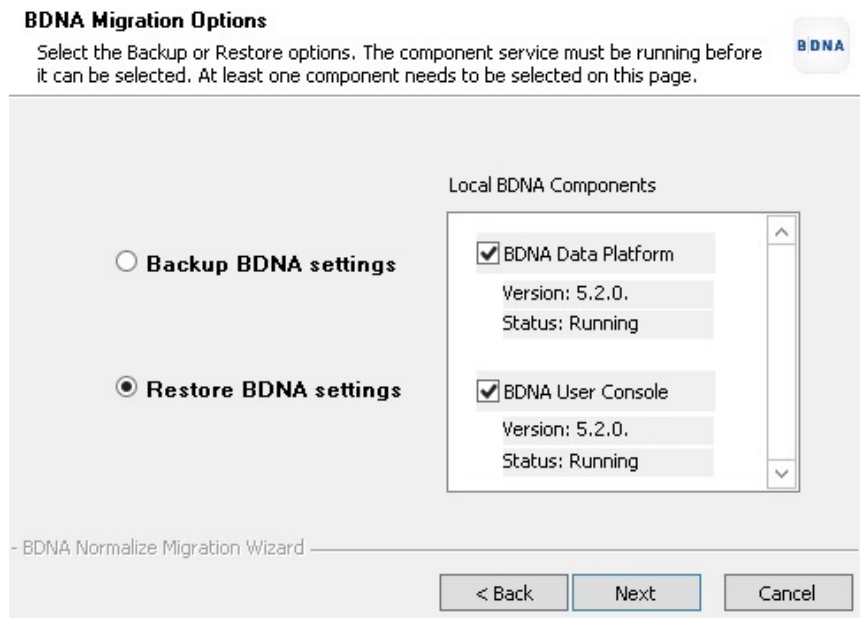 BDNA Migration Options
Select the Backup or Restore options. The component service must be running before
it can be selected. At least one component needs to be selected on this page.
BDNA
Local BDNA Components
Backup BDNA settings
BDNA Data Platform
Version: 5.2.0.
Status: Running
Restore BDNA settings
BDNA User Console
Version: 5.2.0.
Status: Running
BDNA Normalize Migration Wizard
< Back
Next
Cancel